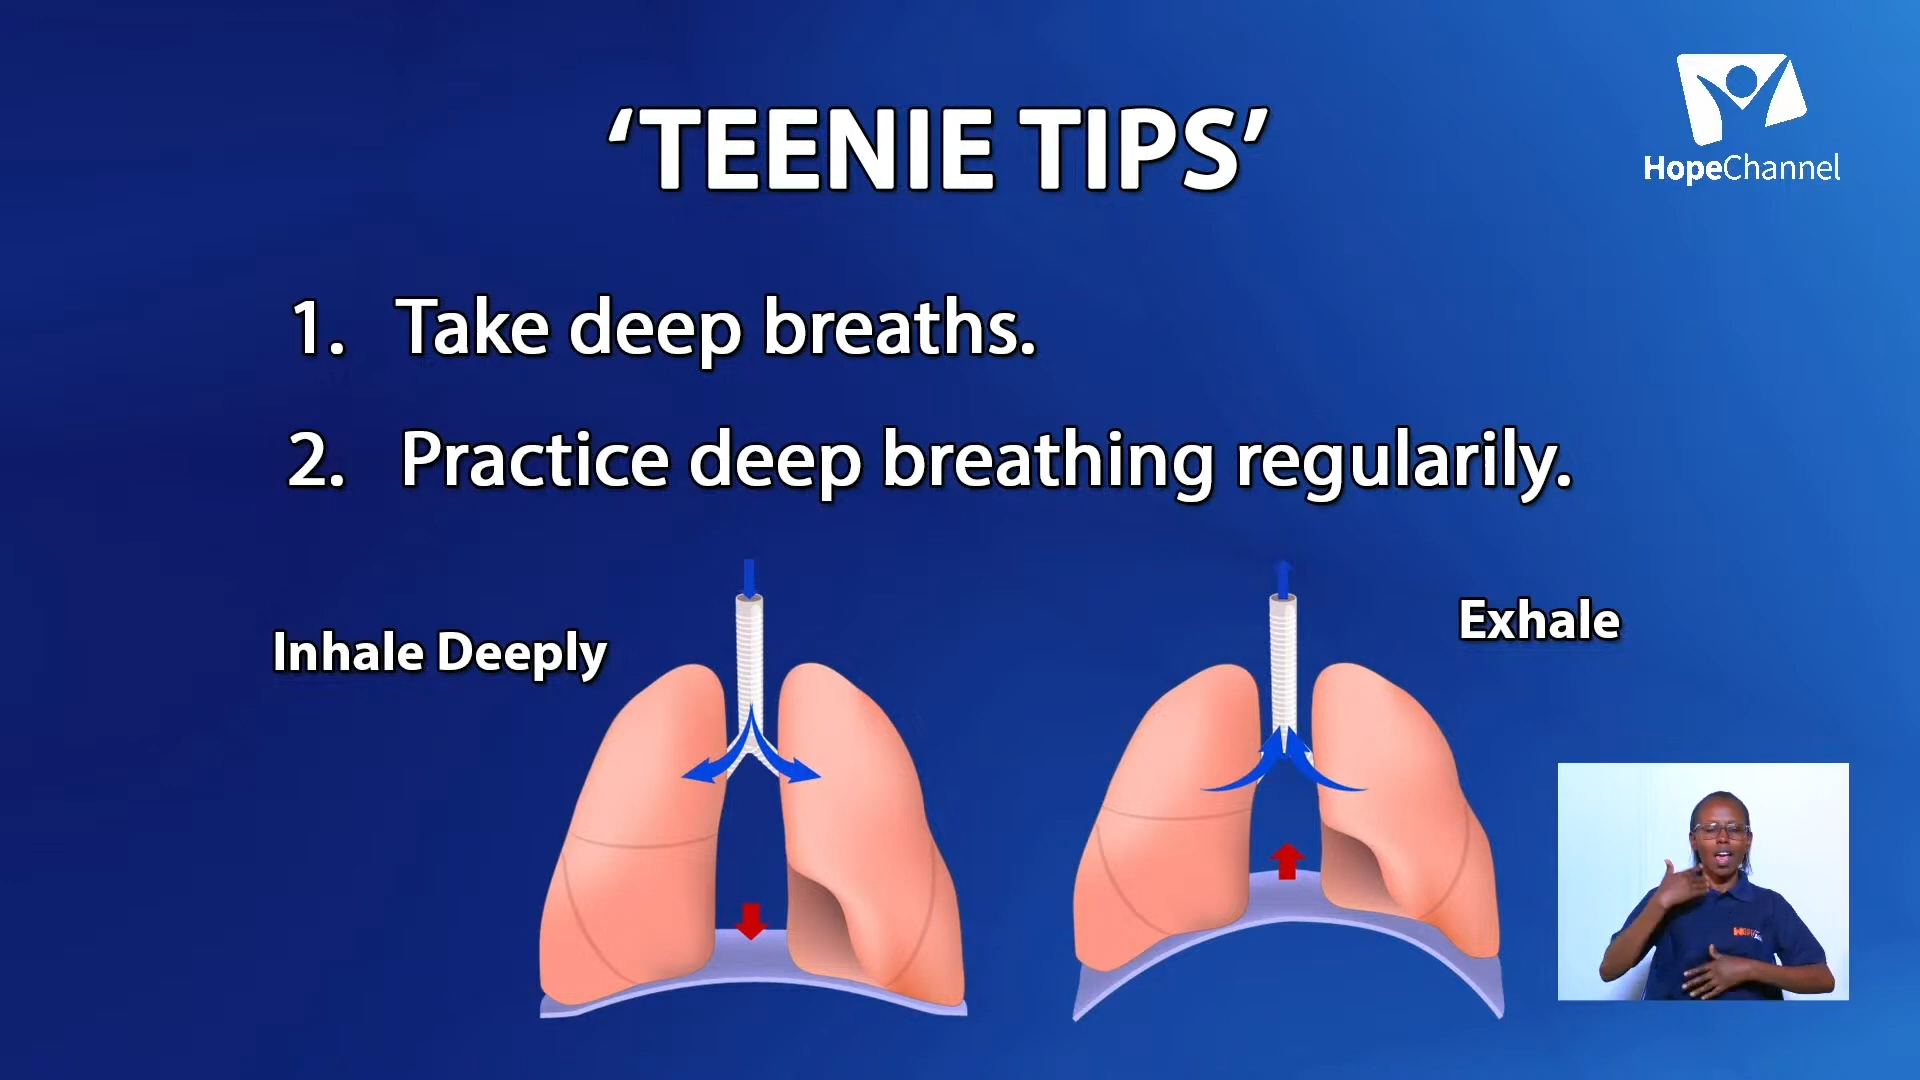 ‘TEENIE TIPS’
HopeChannel
1. Take deep breaths.
2. Practice deep breathing regularily.
Inhale Deeply
Exhale